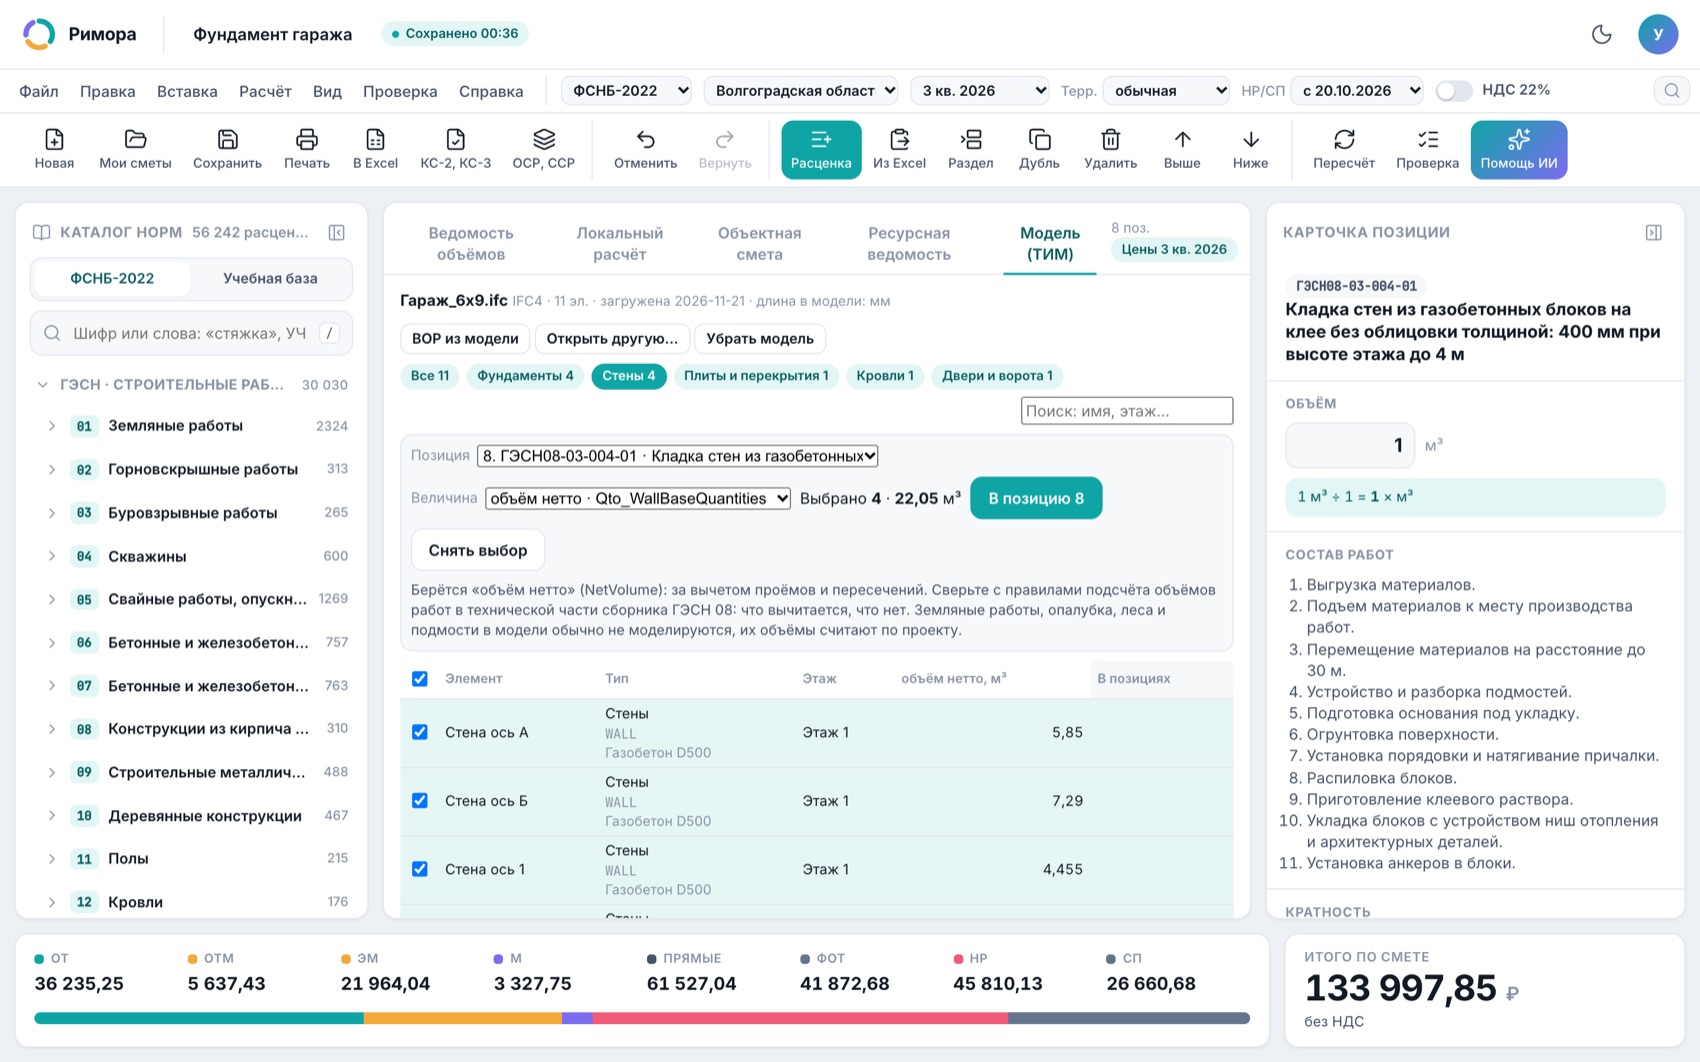 Римора
Фундамент гаража
Сохранено 00:36
У
Файл
Правка
Вставка
Расчёт
Вид
Проверка
Справка
ФСНБ-2022
Волгоградская област
3 кв. 2026
Терр.
обычная
НР/СП
с 20.10.2026
НДС 22%
Новая
Мои сметы
Сохранить
Печать
В Excel
КС-2, КС-3
ОСР, ССР
Отменить
Вернуть
Расценка
Из Excel
Раздел
Дубль
Удалить
Выше
Ниже
Пересчёт
Проверка
Помощь ИИ
КАТАЛОГ НОРМ 56 242 расцен...
ФСНБ-2022
Учебная база
Шифр или слова: «стяжка», УЧ /
ГЭСН · СТРОИТЕЛЬНЫЕ РАБ... 30 030
01 Земляные работы 2324
02 Горновскрышные работы 313
03 Буровзрывные работы 265
04 Скважины 600
05 Свайные работы, опускн... 1269
06 Бетонные и железобетон... 757
07 Бетонные и железобетон... 763
08 Конструкции из кирпича ... 310
09 Строительные металлич... 488
10 Деревянные конструкции 467
11 Полы 215
12 Кровли 176
Ведомость объёмов
Локальный расчёт
Объектная смета
Ресурсная ведомость
Модель (ТИМ)
8 поз.
Цены 3 кв. 2026
Гараж_6x9.ifc IFC4 · 11 эл. · загружена 2026-11-21 · длина в модели: мм
ВОР из модели
Открыть другую...
Убрать модель
Все 11
Фундаменты 4
Стены 4
Плиты и перекрытия 1
Кровли 1
Двери и ворота 1
Поиск: имя, этаж...
Позиция 8. ГЭСН08-03-004-01 · Кладка стен из газобетонных
Величина объём нетто · Qto_WallBaseQuantities Выбрано 4 · 22,05 м³ В позицию 8
Снять выбор
Берётся «объём нетто» (NetVolume): за вычетом проёмов и пересечений. Сверьте с правилами подсчёта объёмов
работ в технической части сборника ГЭСН 08: что вычитается, что нет. Земляные работы, опалубка, леса и
подмости в модели обычно не моделируются, их объёмы считают по проекту.
Элемент Тип Этаж объём нетто, м³ В позициях
Стена ось А Стены WALL Газобетон D500 Этаж 1 5,85
Стена ось Б Стены WALL Газобетон D500 Этаж 1 7,29
Стена ось 1 Стены WALL Газобетон D500 Этаж 1 4,455
Стены
КАРТОЧКА ПОЗИЦИИ
ГЭСН08-03-004-01
Кладка стен из газобетонных блоков на
клее без облицовки толщиной: 400 мм при
высоте этажа до 4 м
ОБЪЁМ
1 м³
1 м³ ÷ 1 = 1 × м³
СОСТАВ РАБОТ
1. Выгрузка материалов.
2. Подъем материалов к месту производства
работ.
3. Перемещение материалов на расстояние до
30 м.
4. Устройство и разборка подмостей.
5. Подготовка основания под укладку.
6. Огрунтовка поверхности.
7. Установка порядовки и натягивание причалки.
8. Распиловка блоков.
9. Приготовление клеевого раствора.
10. Укладка блоков с устройством ниш отопления
и архитектурных деталей.
11. Установка анкеров в блоки.
КРАТНОСТЬ
ОТ 36 235,25
ОТМ 5 637,43
ЭМ 21 964,04
М 3 327,75
ПРЯМЫЕ 61 527,04
ФОТ 41 872,68
НР 45 810,13
СП 26 660,68
ИТОГО ПО СМЕТЕ
133 997,85 ₽
без НДС